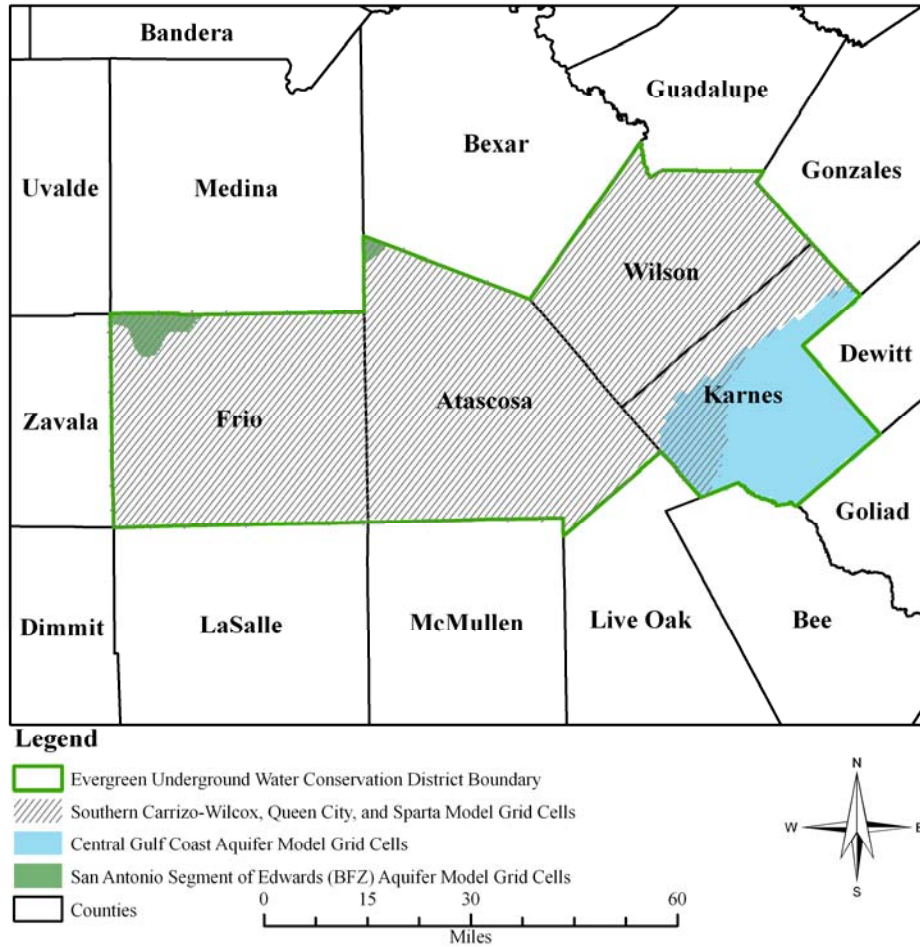 Bandera
Guadalupe
Bexar
Gonzales
Uvalde
Medina
Wilson
Dewitt
Karnes
Atascosa
Zavala
Frio
Goliad
Dimmit
LaSalle
McMullen
Live Oak
Bee
Legend
Evergreen Underground Water Conservation District Boundary
Southern Carrizo-Wilcox, Queen City, and Sparta Model Grid Cells
Central Gulf Coast Aquifer Model Grid Cells
San Antonio Segment of Edwards (BFZ) Aquifer Model Grid Cells
Counties
0 15 30 60
Miles
N
W E
S